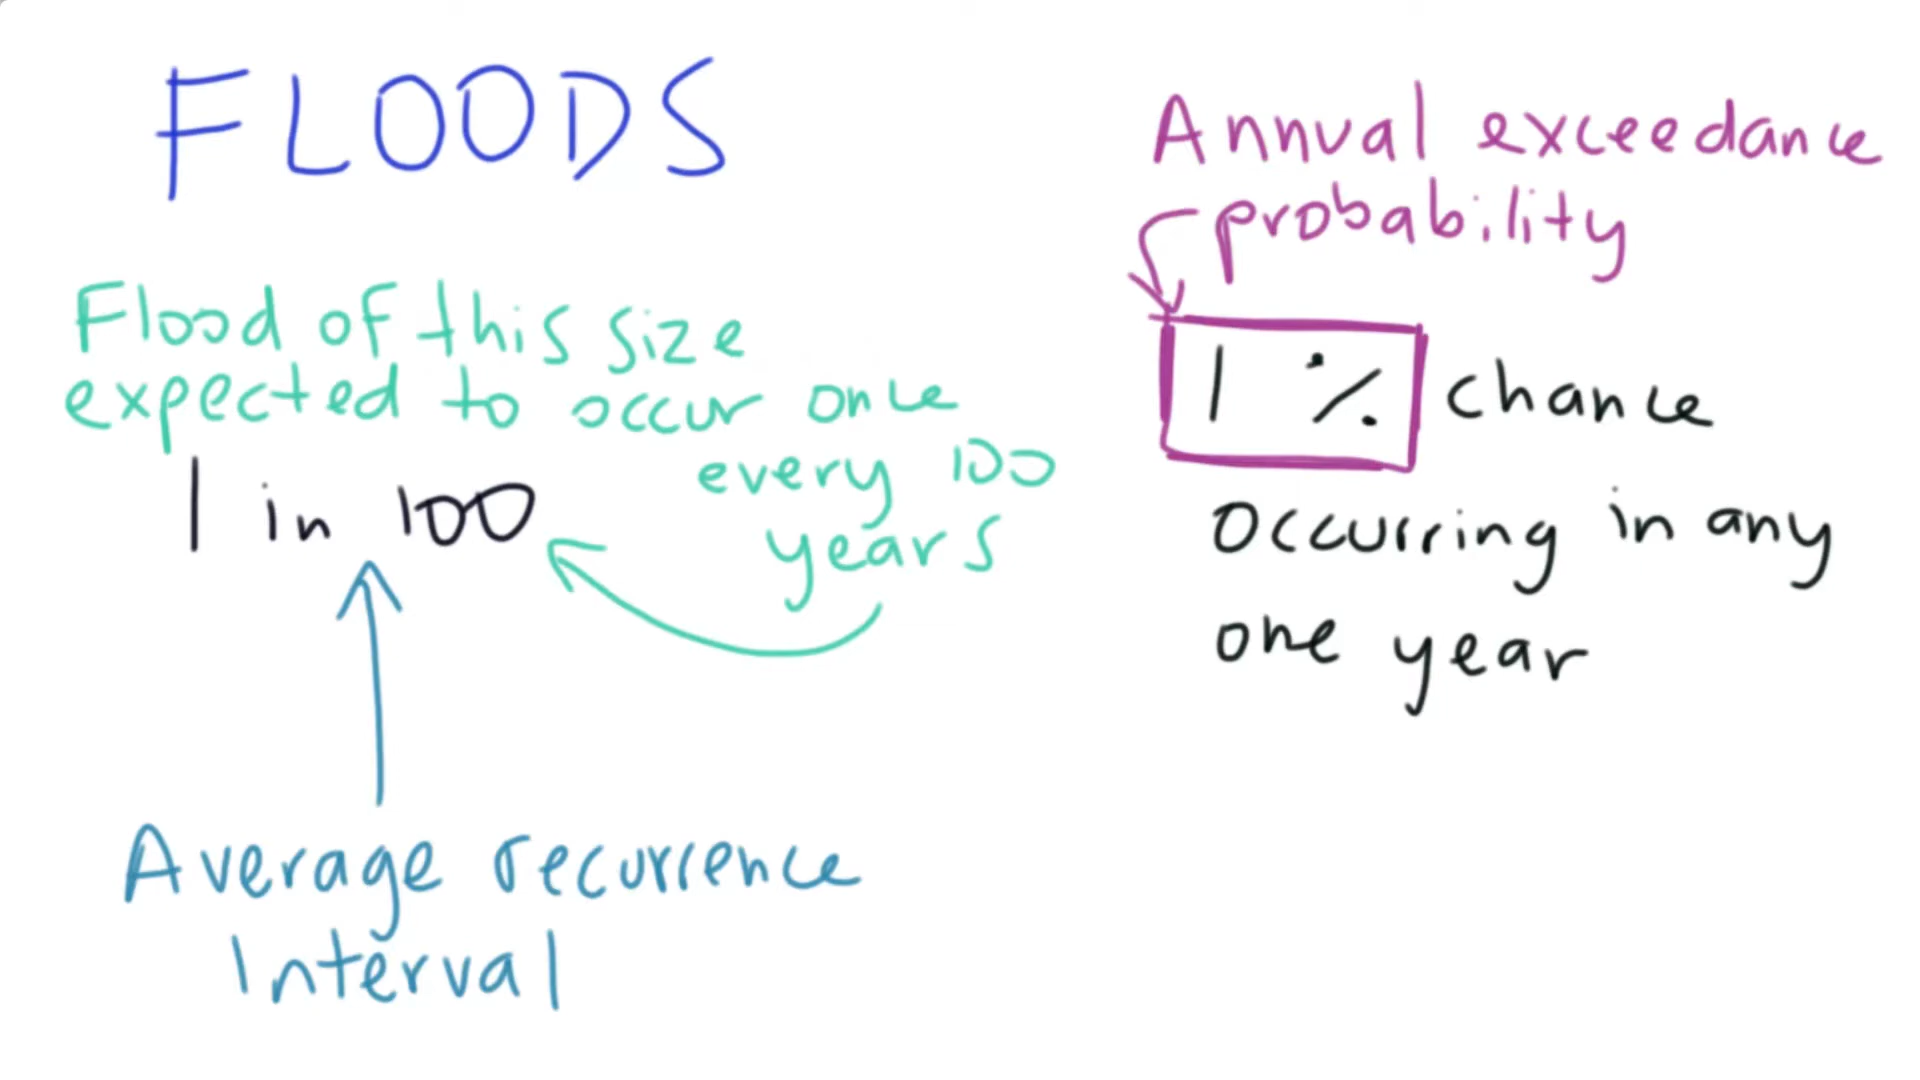 FLOODS
Flood of this size
expected to occur once
every 100
years
1 in 100
Average recurrence
Interval
Annual exceedance
probability
1 % chance
occurring in any
one year